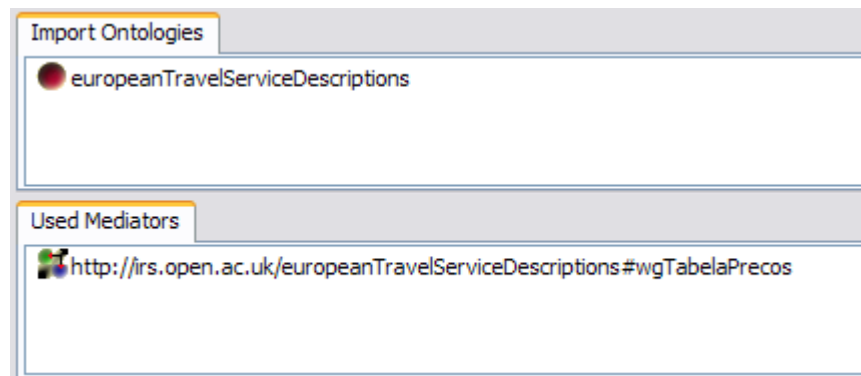 Import Ontologies
europeanTravelServiceDescriptions
Used Mediators
http://irs.open.ac.uk/europeanTravelServiceDescriptions#wgTabelaPrecos